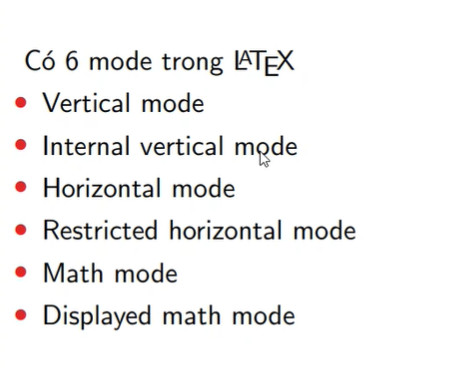 Có 6 mode trong LATEX
• Vertical mode
• Internal vertical mode
• Horizontal mode
• Restricted horizontal mode
• Math mode
• Displayed math mode